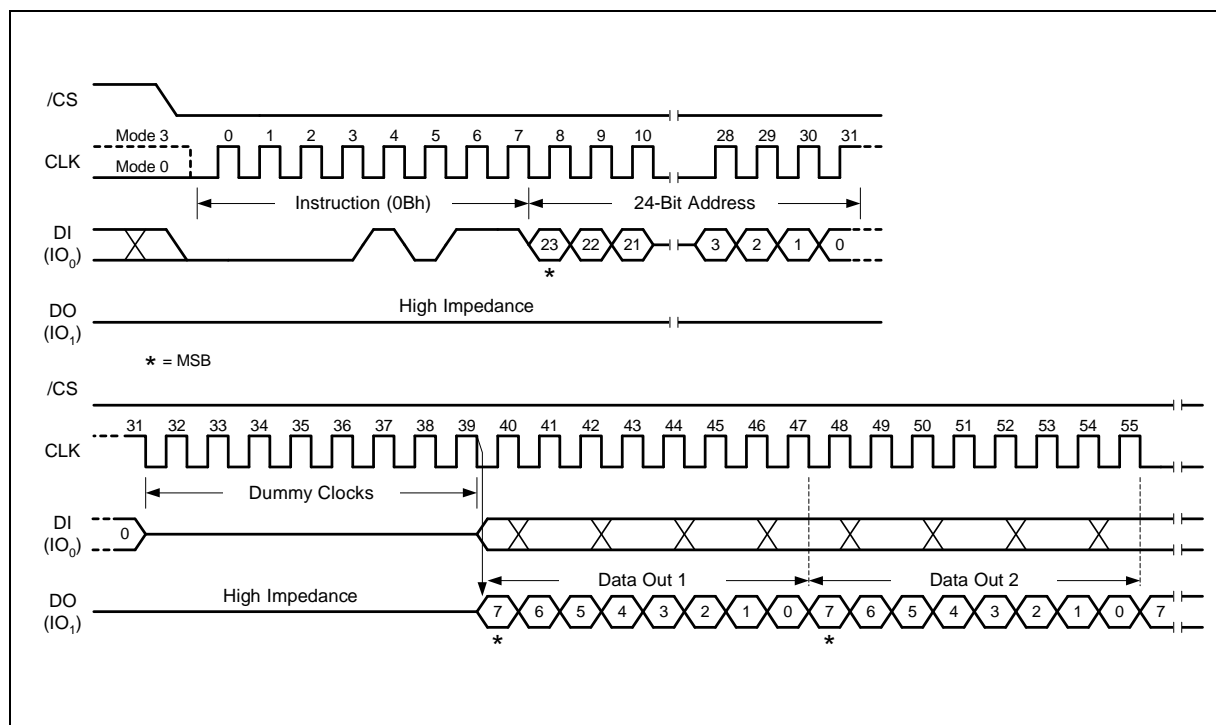 /CS
Mode 3
0 1 2 3 4 5 6 7 8 9 10 28 29 30 31
CLK
Mode 0
Instruction (0Bh) 24-Bit Address
DI
(IO0)
23 22 21 3 2 1 0
*
High Impedance
DO
(IO1)
* = MSB
/CS
31 32 33 34 35 36 37 38 39 40 41 42 43 44 45 46 47 48 49 50 51 52 53 54 55
CLK
Dummy Clocks
DI
(IO0)
0
Data Out 1 Data Out 2
High Impedance
DO
(IO1)
7 6 5 4 3 2 1 0 7 6 5 4 3 2 1 0 7
* *